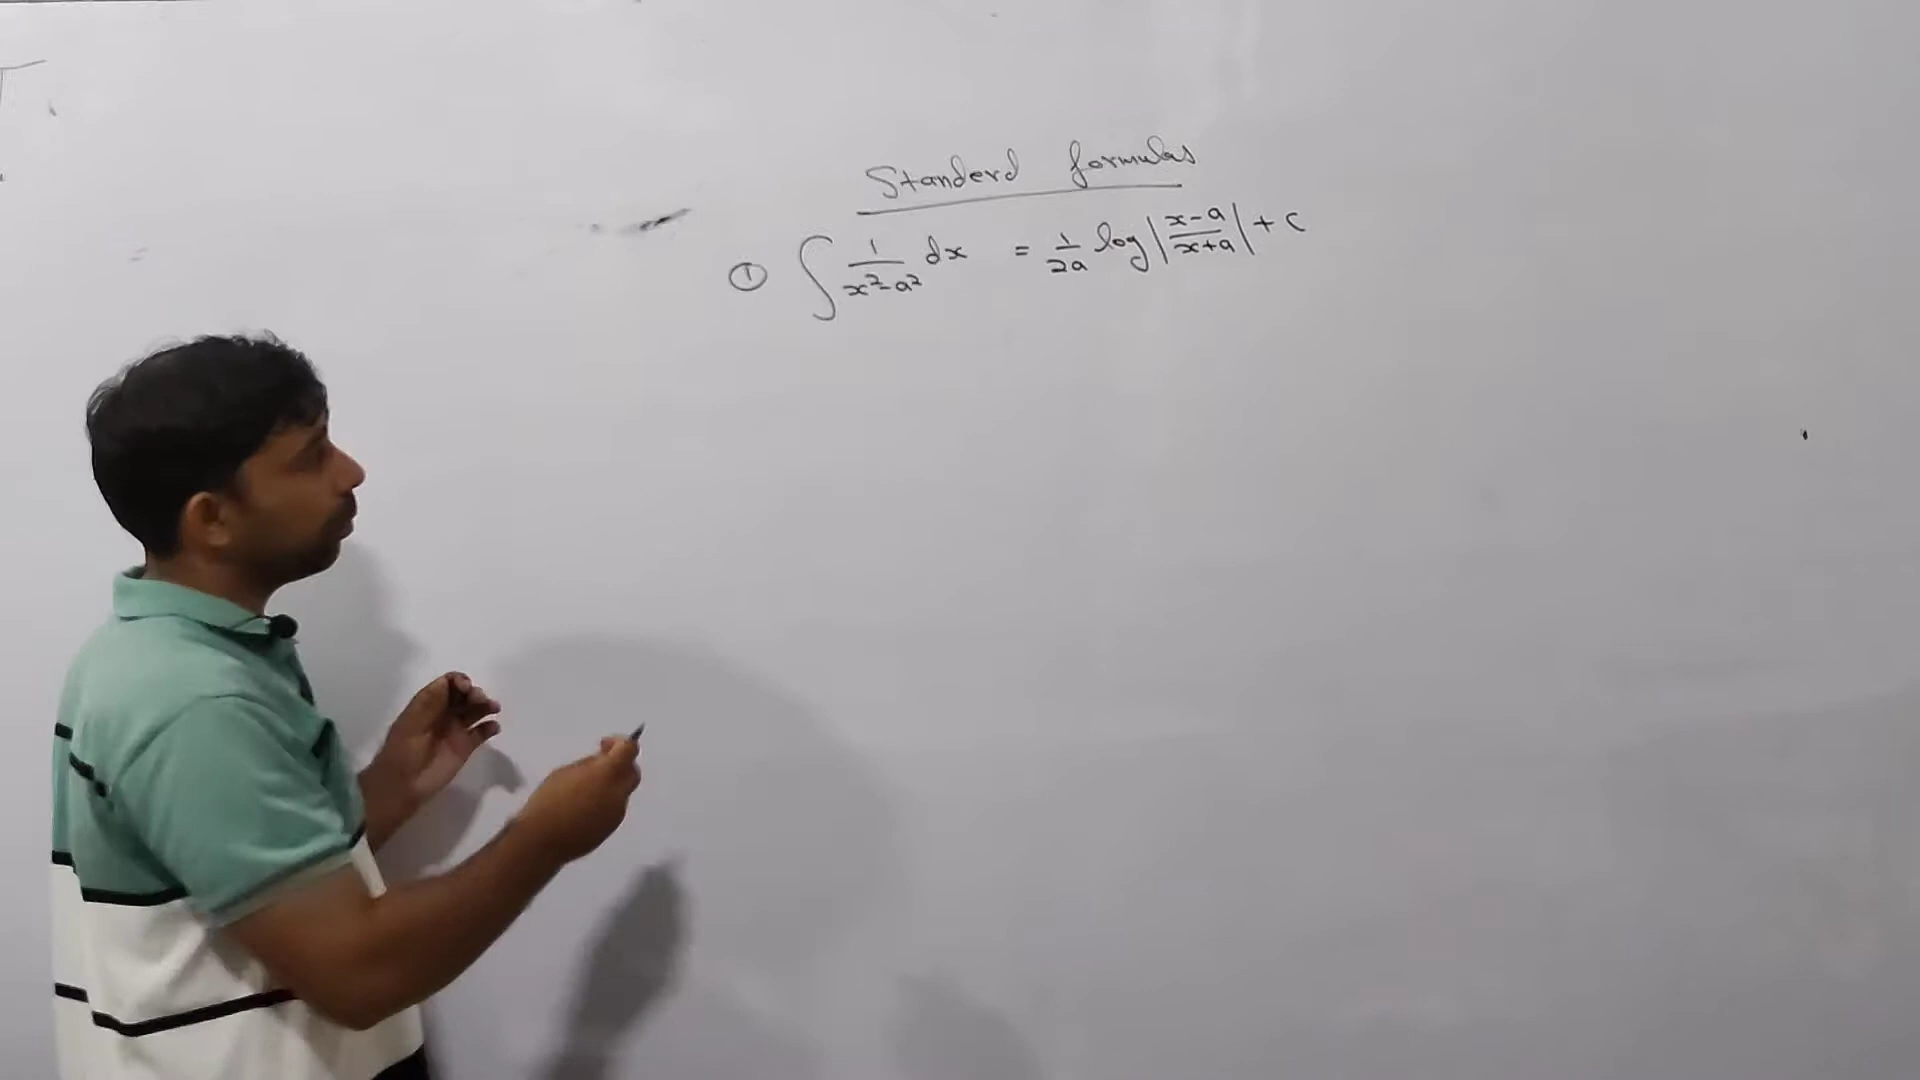 Standerd formulas
① ∫ 1/(x²-a²) dx = 1/2a log |(x-a)/(x+a)| + c